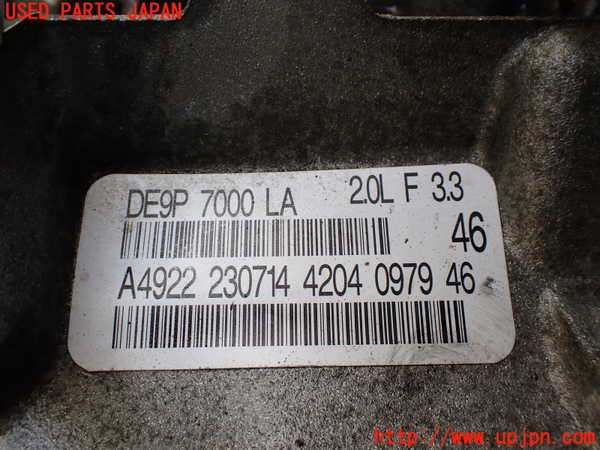 USED PARTS JAPAN
DE9P 7000 LA 2.0L F 3.3
46
A4922 230714 4204 0979 46
http://www.upjpn.com/